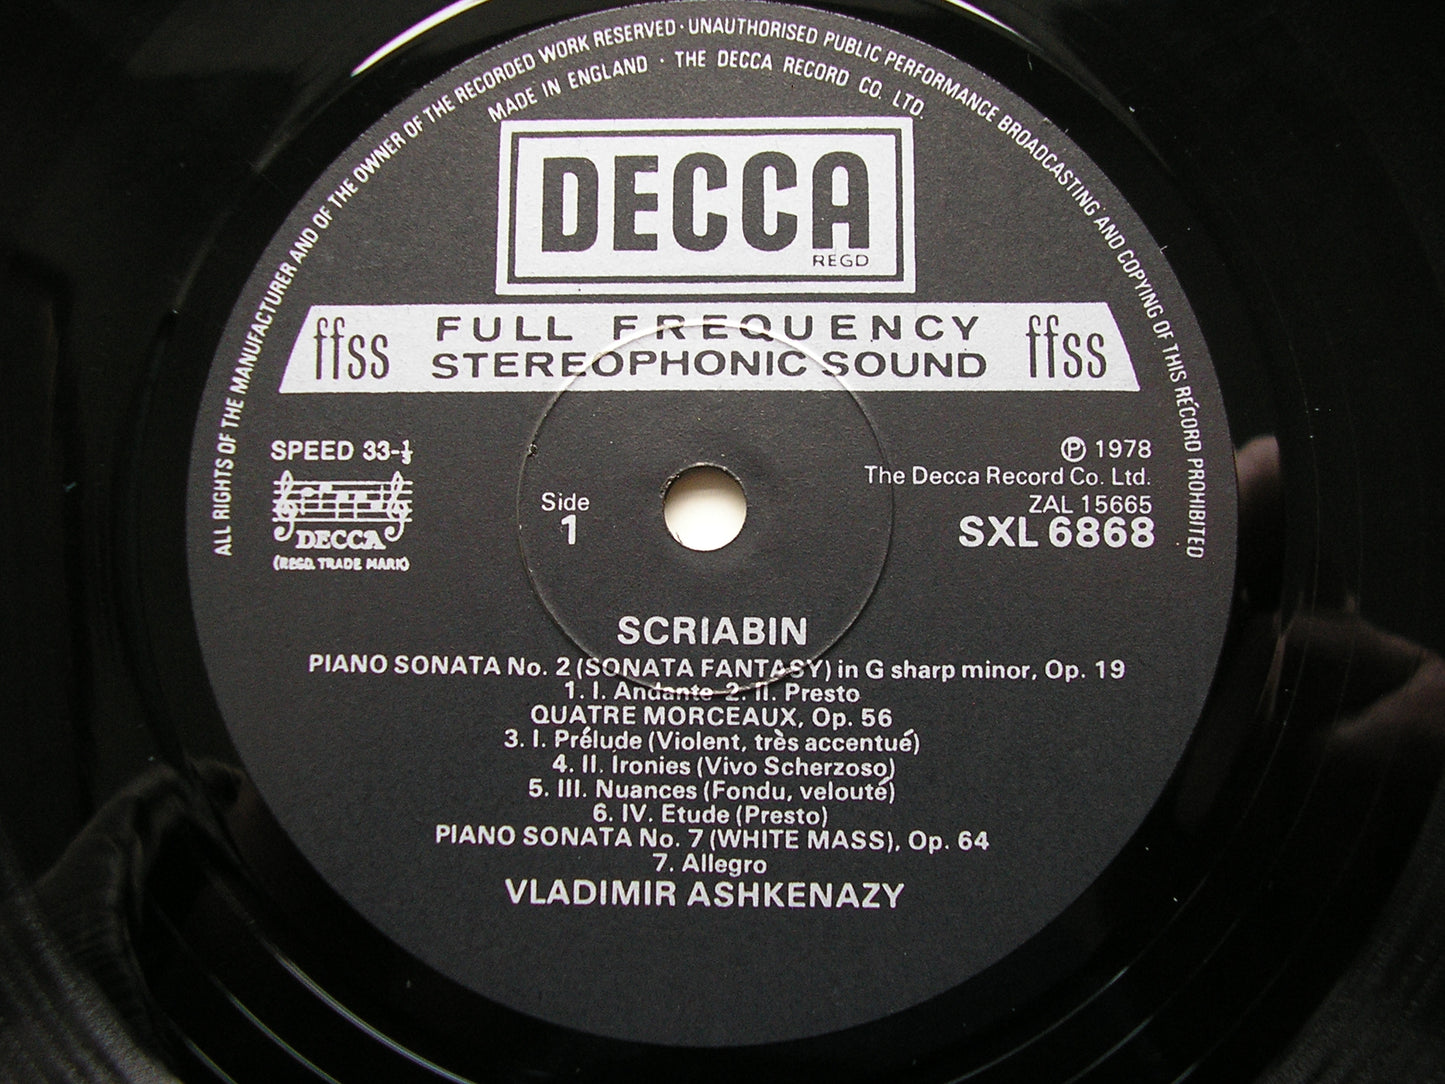 ALL RIGHTS OF THE MANUFACTURER AND OF THE OWNER OF THE RECORDED WORK RESERVED · UNAUTHORISED PUBLIC PERFORMANCE BROADCASTING AND COPYING OF THIS RECORD PROHIBITED
MADE IN ENGLAND · THE DECCA RECORD CO. LTD.
DECCA
REGD
ffss FULL FREQUENCY ffss
STEREOPHONIC SOUND
SPEED 33-⅓
DECCA
(REGD. TRADE MARK)
Side
1
℗ 1978
The Decca Record Co. Ltd.
ZAL 15665
SXL 6868
SCRIABIN
PIANO SONATA No. 2 (SONATA FANTASY) in G sharp minor, Op. 19
1. I. Andante 2. II. Presto
QUATRE MORCEAUX, Op. 56
3. I. Prélude (Violent, très accentué)
4. II. Ironies (Vivo Scherzoso)
5. III. Nuances (Fondu, velouté)
6. IV. Etude (Presto)
PIANO SONATA No. 7 (WHITE MASS), Op. 64
7. Allegro
VLADIMIR ASHKENAZY